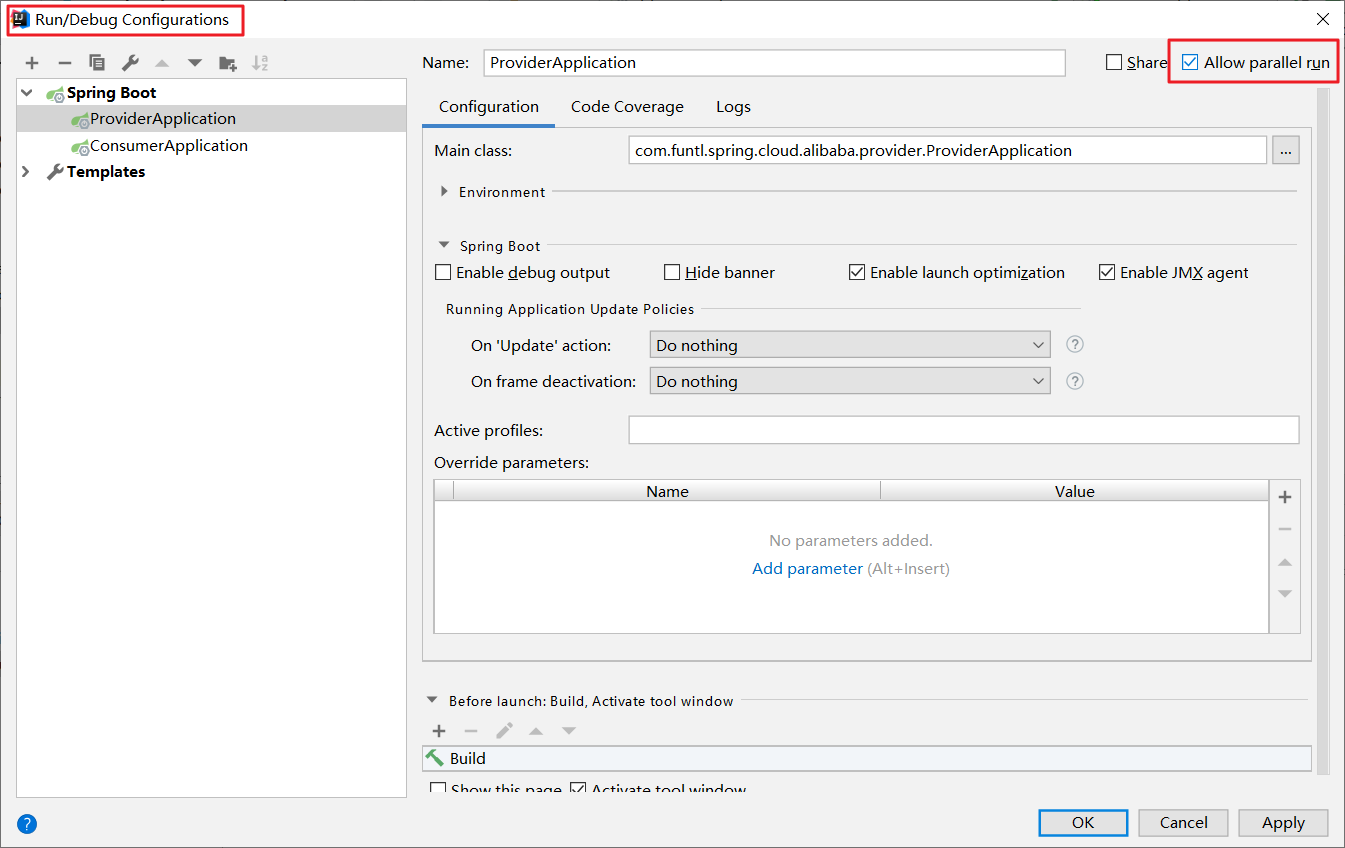 Run/Debug Configurations
Name: ProviderApplication Share Allow parallel run
Spring Boot
ProviderApplication
ConsumerApplication
Templates
Configuration Code Coverage Logs
Main class: com.funtl.spring.cloud.alibaba.provider.ProviderApplication ...
Environment
Spring Boot
Enable debug output Hide banner Enable launch optimization Enable JMX agent
Running Application Update Policies
On 'Update' action: Do nothing ?
On frame deactivation: Do nothing ?
Active profiles:
Override parameters:
Name Value
No parameters added.
Add parameter (Alt+Insert)
Before launch: Build, Activate tool window
Build
Show this page Activate tool window
? OK Cancel Apply